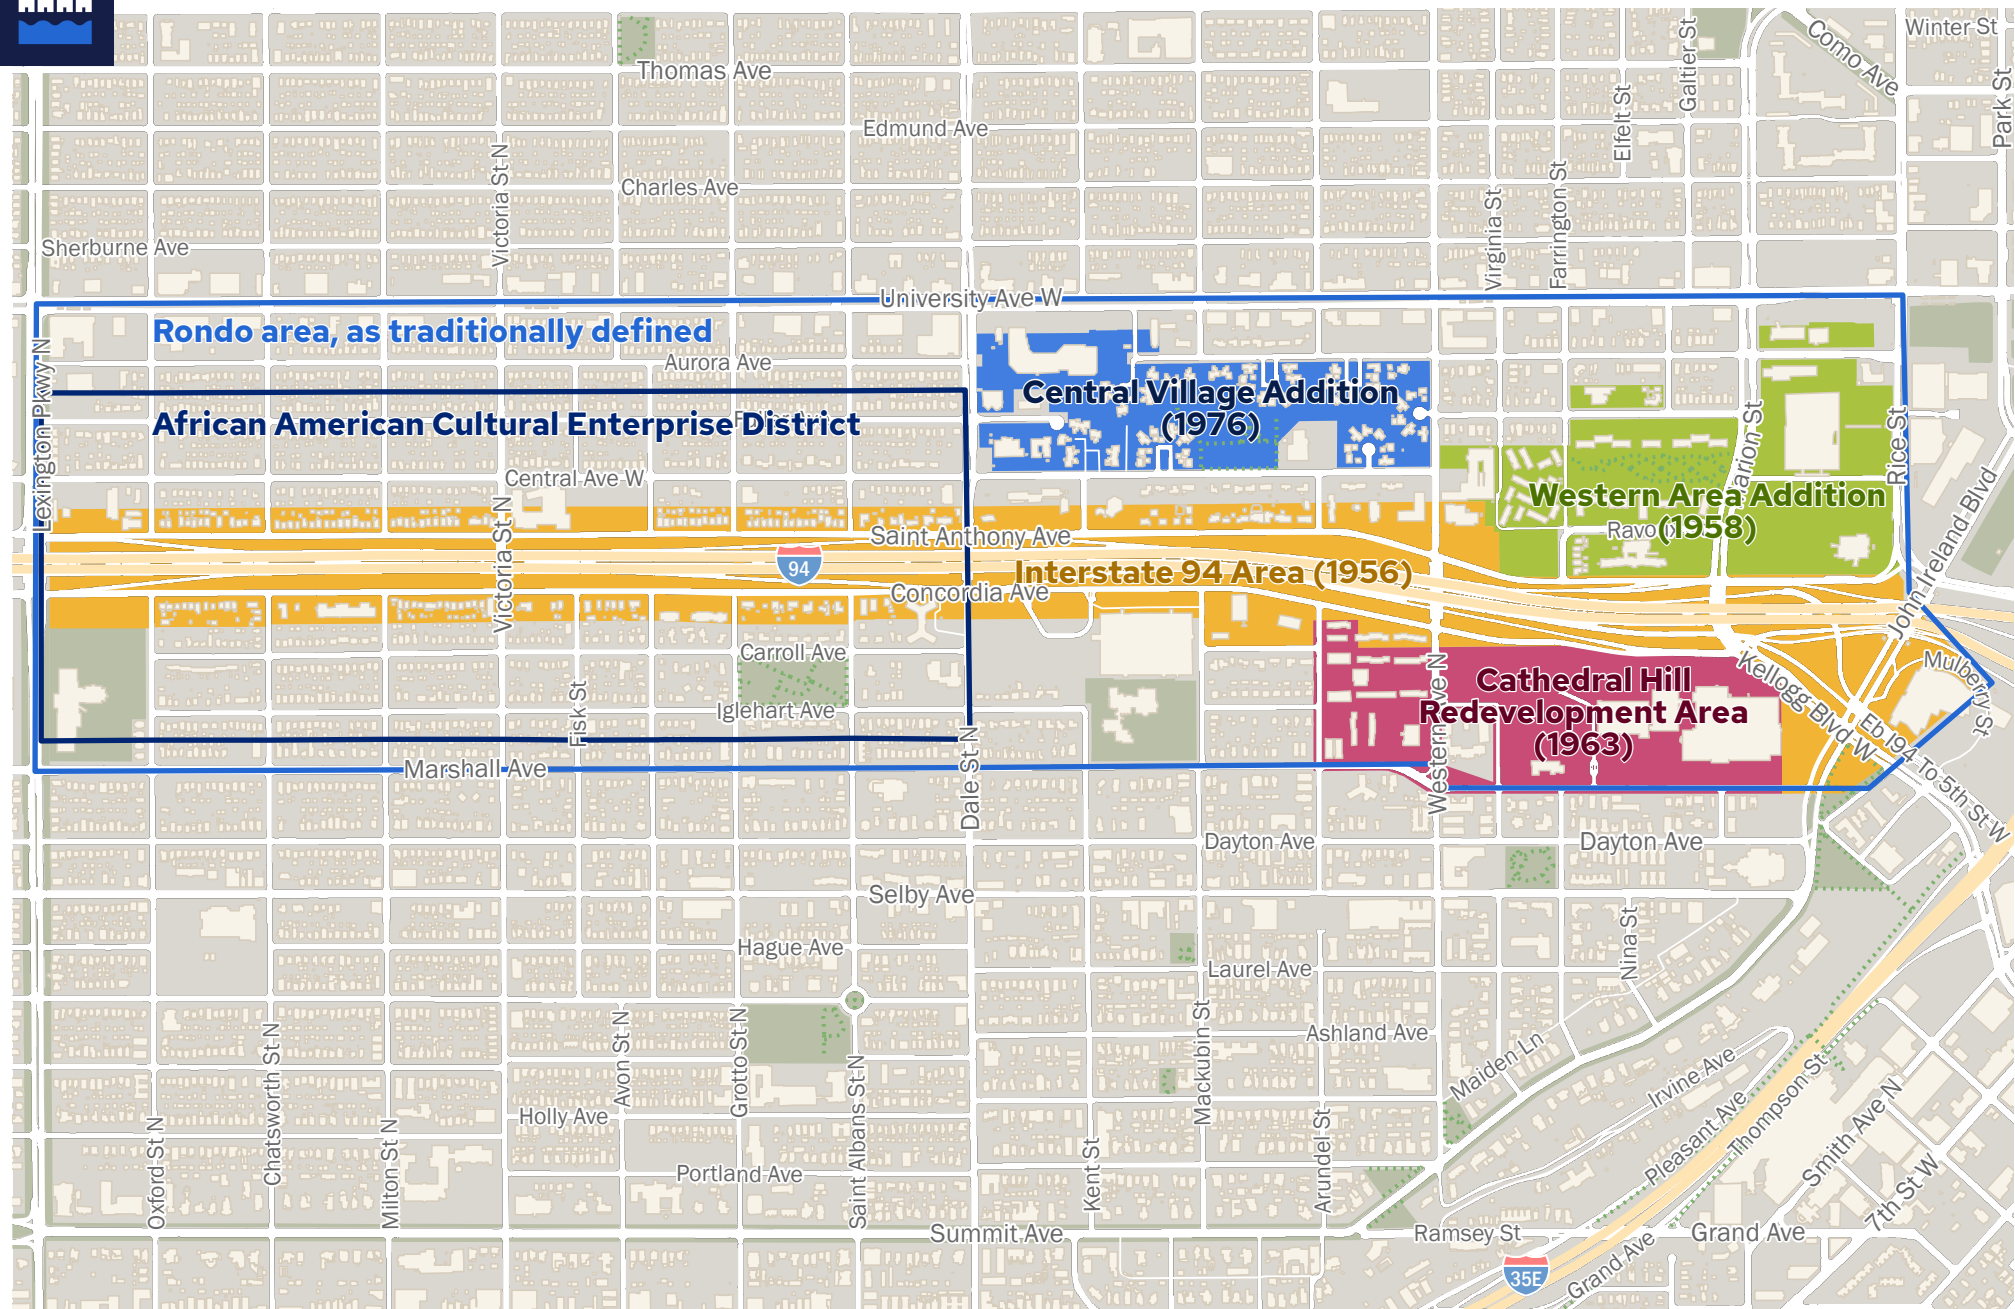 Winter St
Como Ave
Galtier St
Park St
Thomas Ave
Elfelt St
Edmund Ave
Victoria St N
Charles Ave
Farrington St
Virginia St
Sherburne Ave
University Ave W
Rondo area, as traditionally defined
Aurora Ave
Lexington Pkwy N
Central Village Addition
(1976)
African American Cultural Enterprise District
Marion St
Rice St
Central Ave W
Western Area Addition
(1958)
Victoria St N
Saint Anthony Ave
John Ireland Blvd
94
Interstate 94 Area (1956)
Concordia Ave
Carroll Ave
Mulberry St
Kellogg Blvd W
Cathedral Hill
Redevelopment Area
(1963)
Western Ave N
Fisk St
Iglehart Ave
Eb I94 To 5th St W
Marshall Ave
Dale St N
Dayton Ave
Dayton Ave
Selby Ave
Hague Ave
Nina St
Laurel Ave
Ashland Ave
Mackubin St
Maiden Ln
Irvine Ave
Chatsworth St N
Avon St N
Grotto St N
Saint Albans St N
Holly Ave
Pleasant Ave
Thompson St
Smith Ave N
Oxford St N
Milton St N
Portland Ave
Kent St
Arundel St
7th St W
Summit Ave
Ramsey St
Grand Ave
Grand Ave
35E